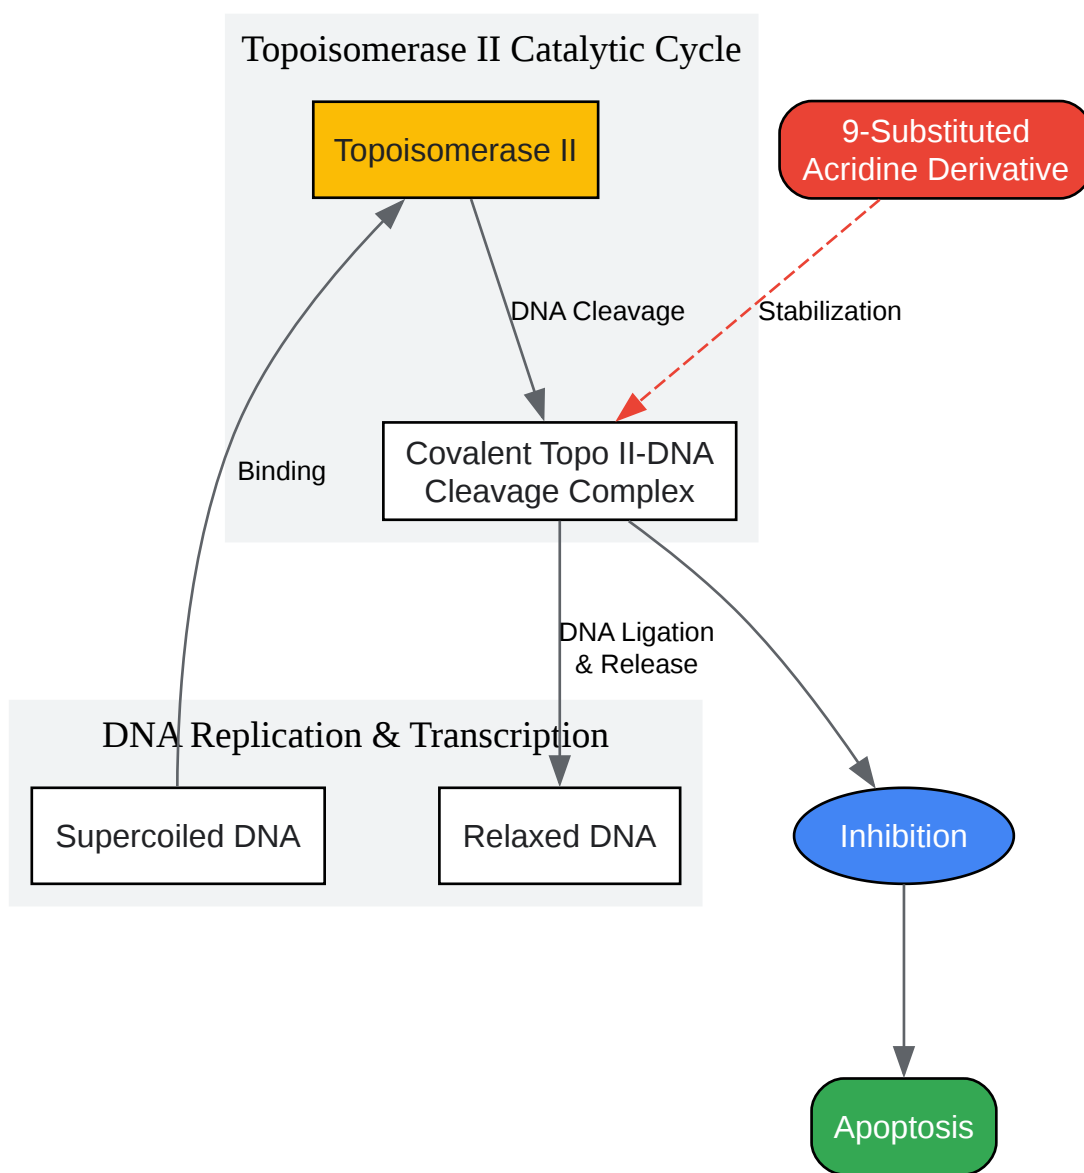 Topoisomerase II Catalytic Cycle
Topoisomerase II
9-Substituted
Acridine Derivative
DNA Cleavage
Stabilization
Covalent Topo II-DNA
Cleavage Complex
Binding
DNA Ligation
& Release
DNA Replication & Transcription
Supercoiled DNA
Relaxed DNA
Inhibition
Apoptosis